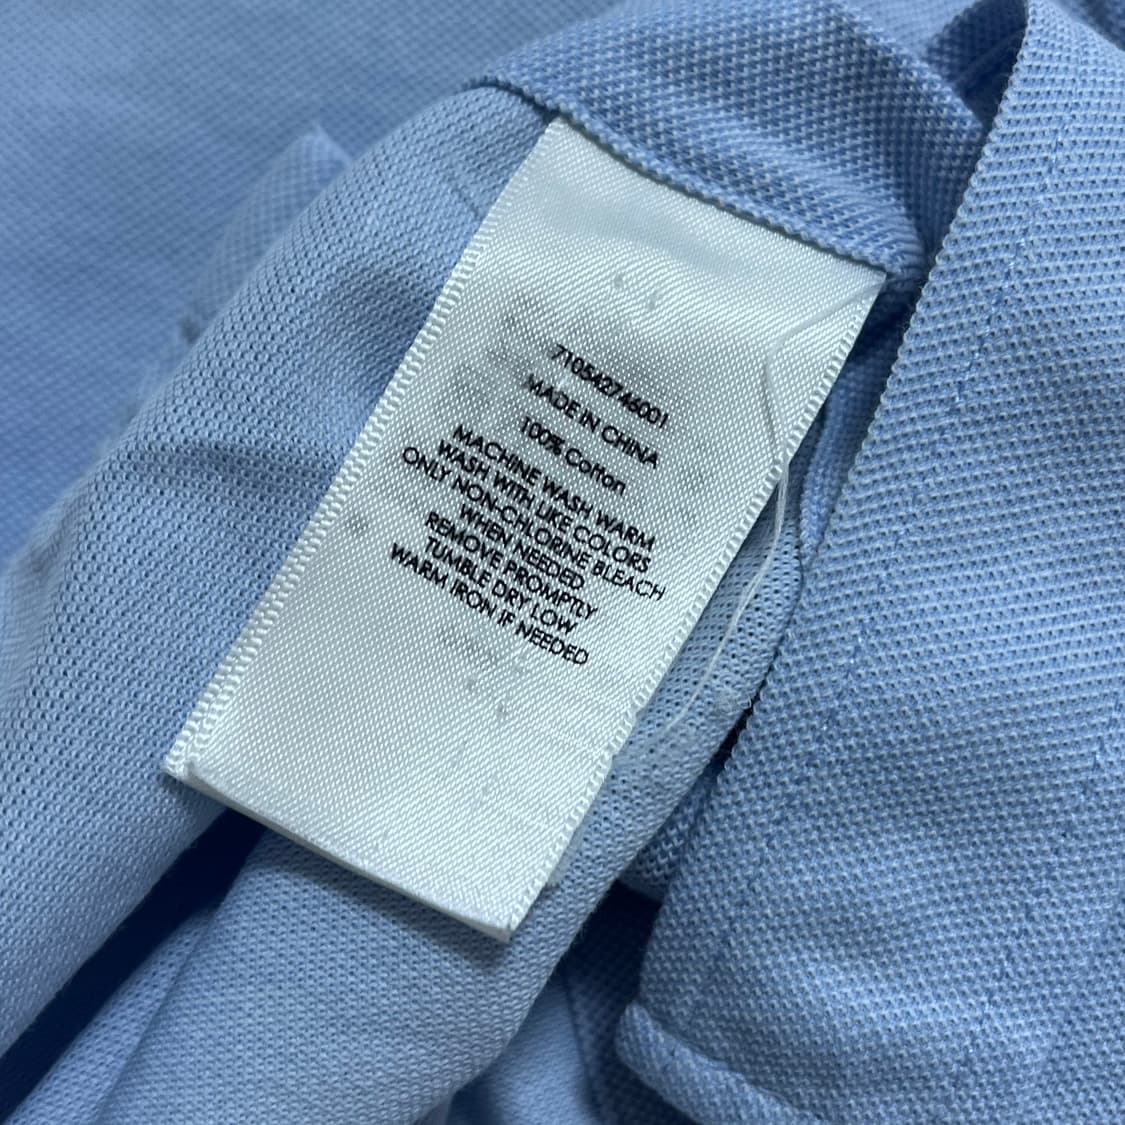 710542746001
MADE IN CHINA
100% Cotton
MACHINE WASH WARM
WASH WITH LIKE COLORS
ONLY NON-CHLORINE BLEACH
WHEN NEEDED
REMOVE PROMPTLY
TUMBLE DRY LOW
WARM IRON IF NEEDED